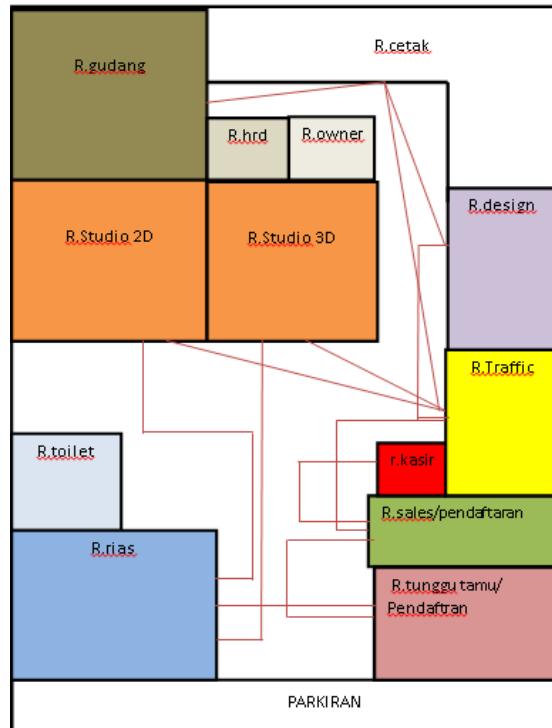 R.cetak
R.gudang
R.hrd
R.owner
R.design
R.Studio 2D
R.Studio 3D
R.Traffic
R.toilet
r.kasir
R.sales/pendaftaran
R.rias
R.tunggu tamu/
Pendaftran
PARKIRAN